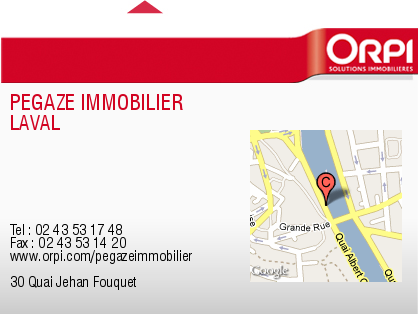 ORPI
SOLUTIONS IMMOBILIÈRES
PEGAZE IMMOBILIER
LAVAL
C
Grande Rue
Quai Albert G
Tel : 02 43 53 17 48
Fax : 02 43 53 14 20
www.orpi.com/pegazeimmobilier
Google
30 Quai Jehan Fouquet